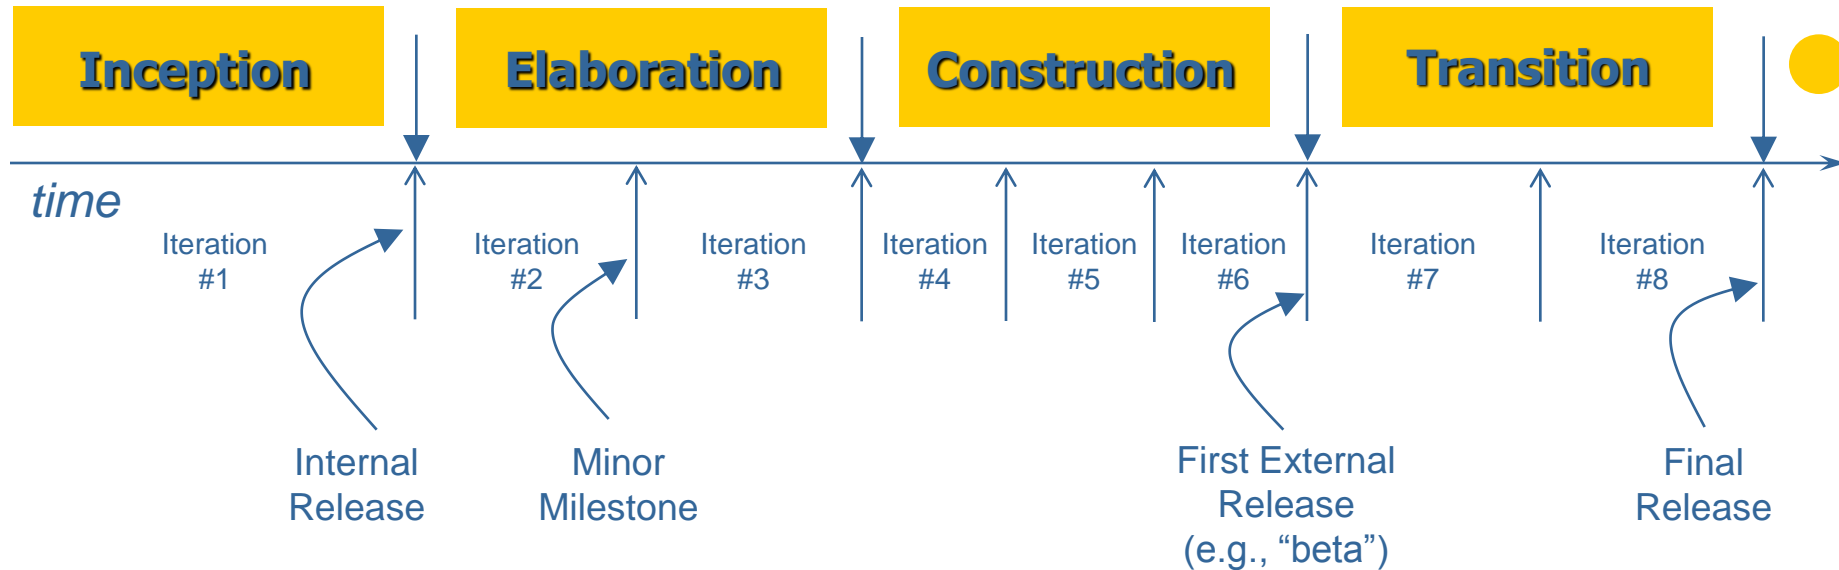 Inception
Elaboration
Construction
Transition
time
Iteration
#1
Iteration
#2
Iteration
#3
Iteration
#4
Iteration
#5
Iteration
#6
Iteration
#7
Iteration
#8
Internal
Release
Minor
Milestone
First External
Release
(e.g., “beta”)
Final
Release